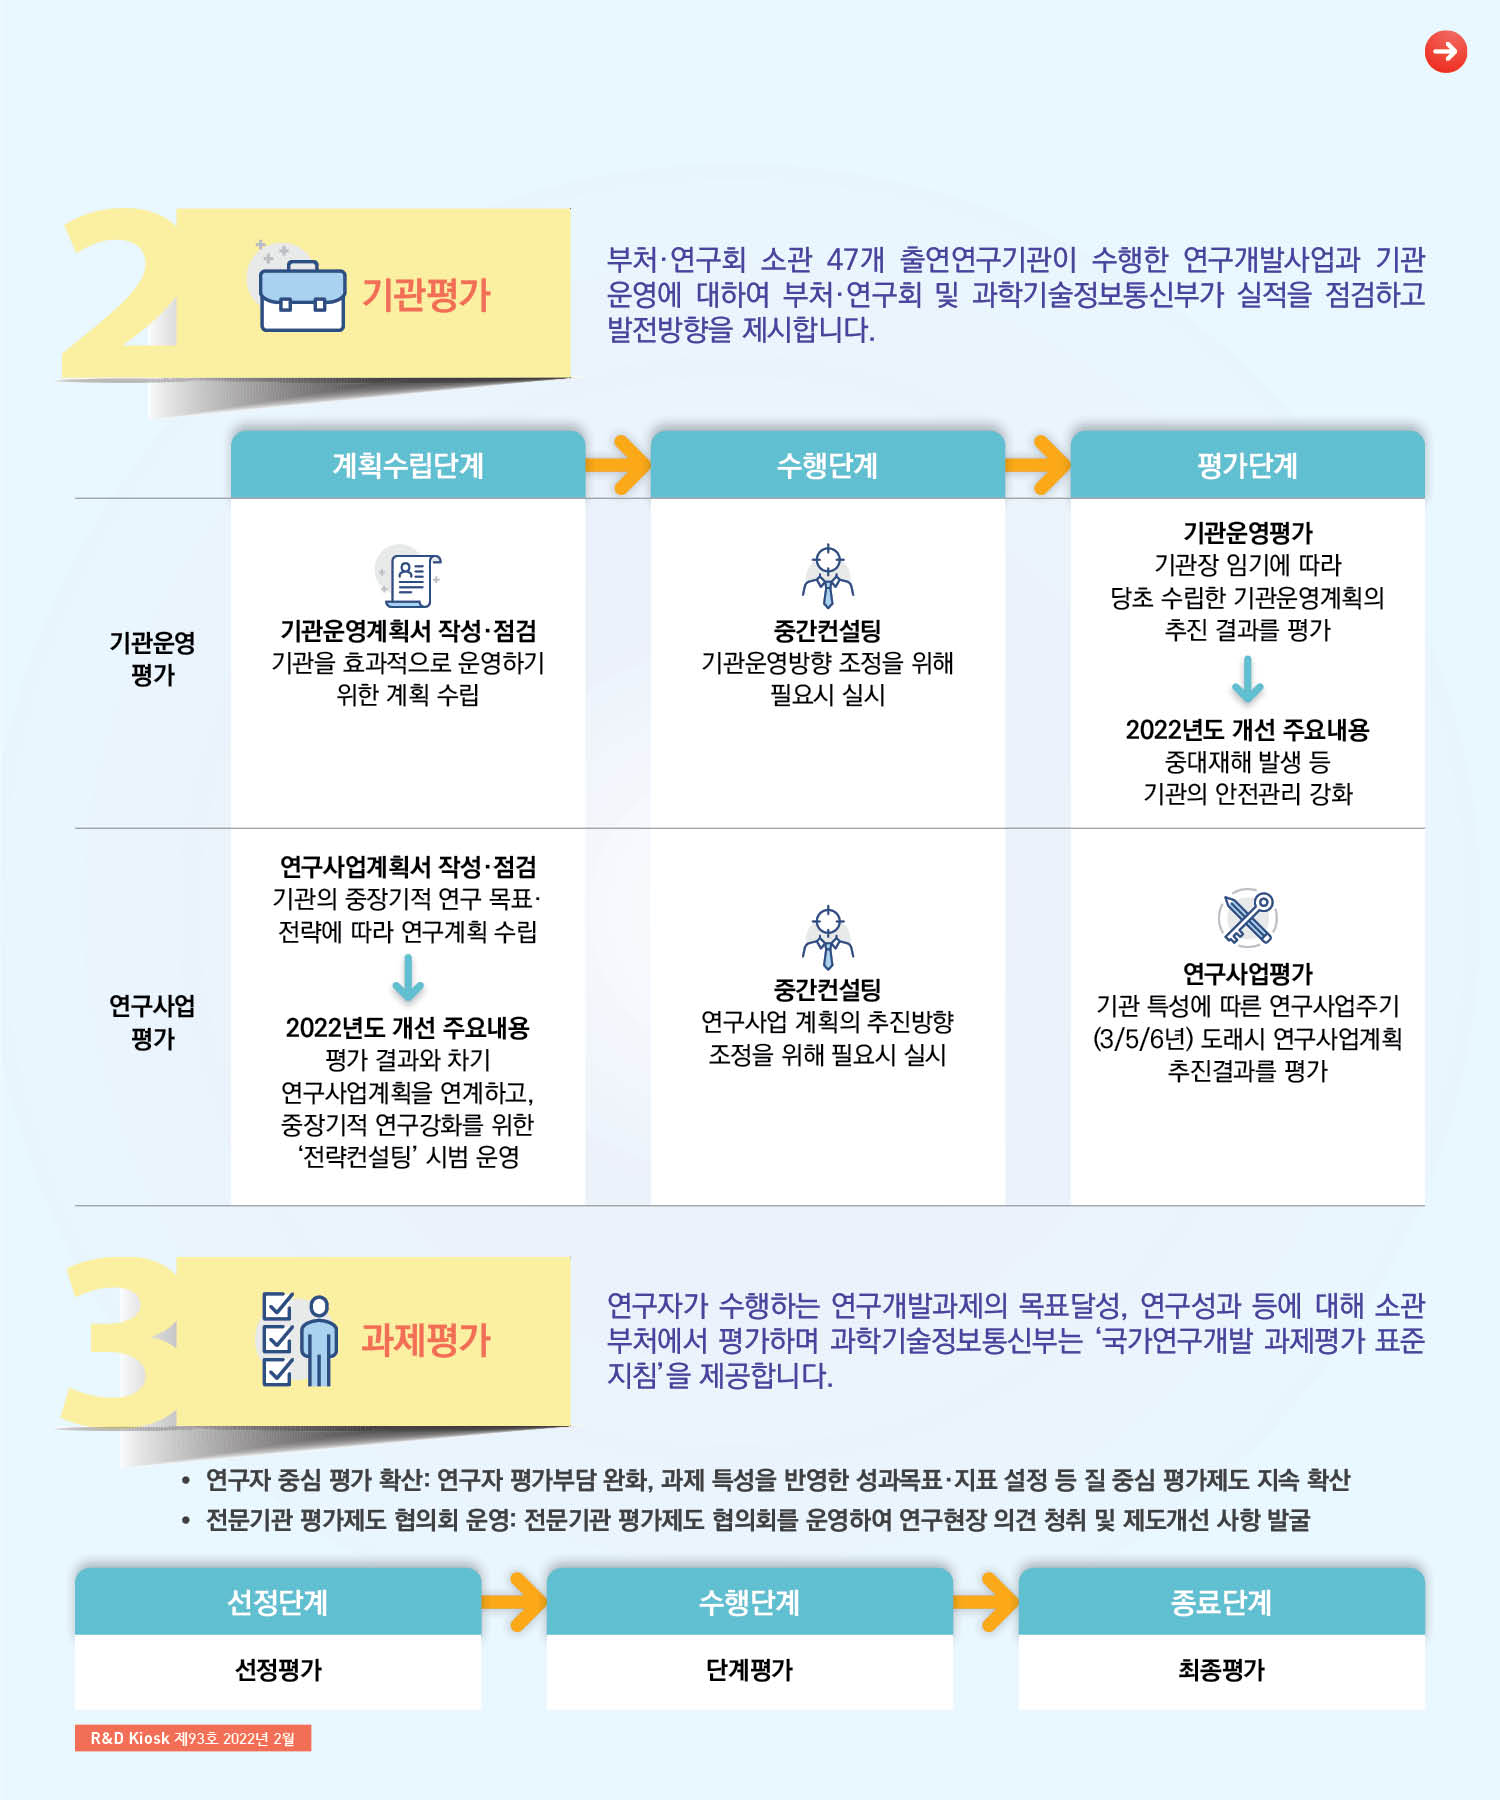 2
기관평가
부처·연구회 소관 47개 출연연구기관이 수행한 연구개발사업과 기관
운영에 대하여 부처·연구회 및 과학기술정보통신부가 실적을 점검하고
발전방향을 제시합니다.
계획수립단계
수행단계
평가단계
기관운영
평가
기관운영계획서 작성·점검
기관을 효과적으로 운영하기
위한 계획 수립
중간컨설팅
기관운영방향 조정을 위해
필요시 실시
기관운영평가
기관장 임기에 따라
당초 수립한 기관운영계획의
추진 결과를 평가
2022년도 개선 주요내용
중대재해 발생 등
기관의 안전관리 강화
연구사업
평가
연구사업계획서 작성·점검
기관의 중장기적 연구 목표·
전략에 따라 연구계획 수립
2022년도 개선 주요내용
평가 결과와 차기
연구사업계획을 연계하고,
중장기적 연구강화를 위한
‘전략컨설팅’ 시범 운영
중간컨설팅
연구사업 계획의 추진방향
조정을 위해 필요시 실시
연구사업평가
기관 특성에 따른 연구사업주기
(3/5/6년) 도래시 연구사업계획
추진결과를 평가
3
과제평가
연구자가 수행하는 연구개발과제의 목표달성, 연구성과 등에 대해 소관
부처에서 평가하며 과학기술정보통신부는 ‘국가연구개발 과제평가 표준
지침’을 제공합니다.
• 연구자 중심 평가 확산: 연구자 평가부담 완화, 과제 특성을 반영한 성과목표·지표 설정 등 질 중심 평가제도 지속 확산
• 전문기관 평가제도 협의회 운영: 전문기관 평가제도 협의회를 운영하여 연구현장 의견 청취 및 제도개선 사항 발굴
선정단계
수행단계
종료단계
선정평가
단계평가
최종평가
R&D Kiosk 제93호 2022년 2월